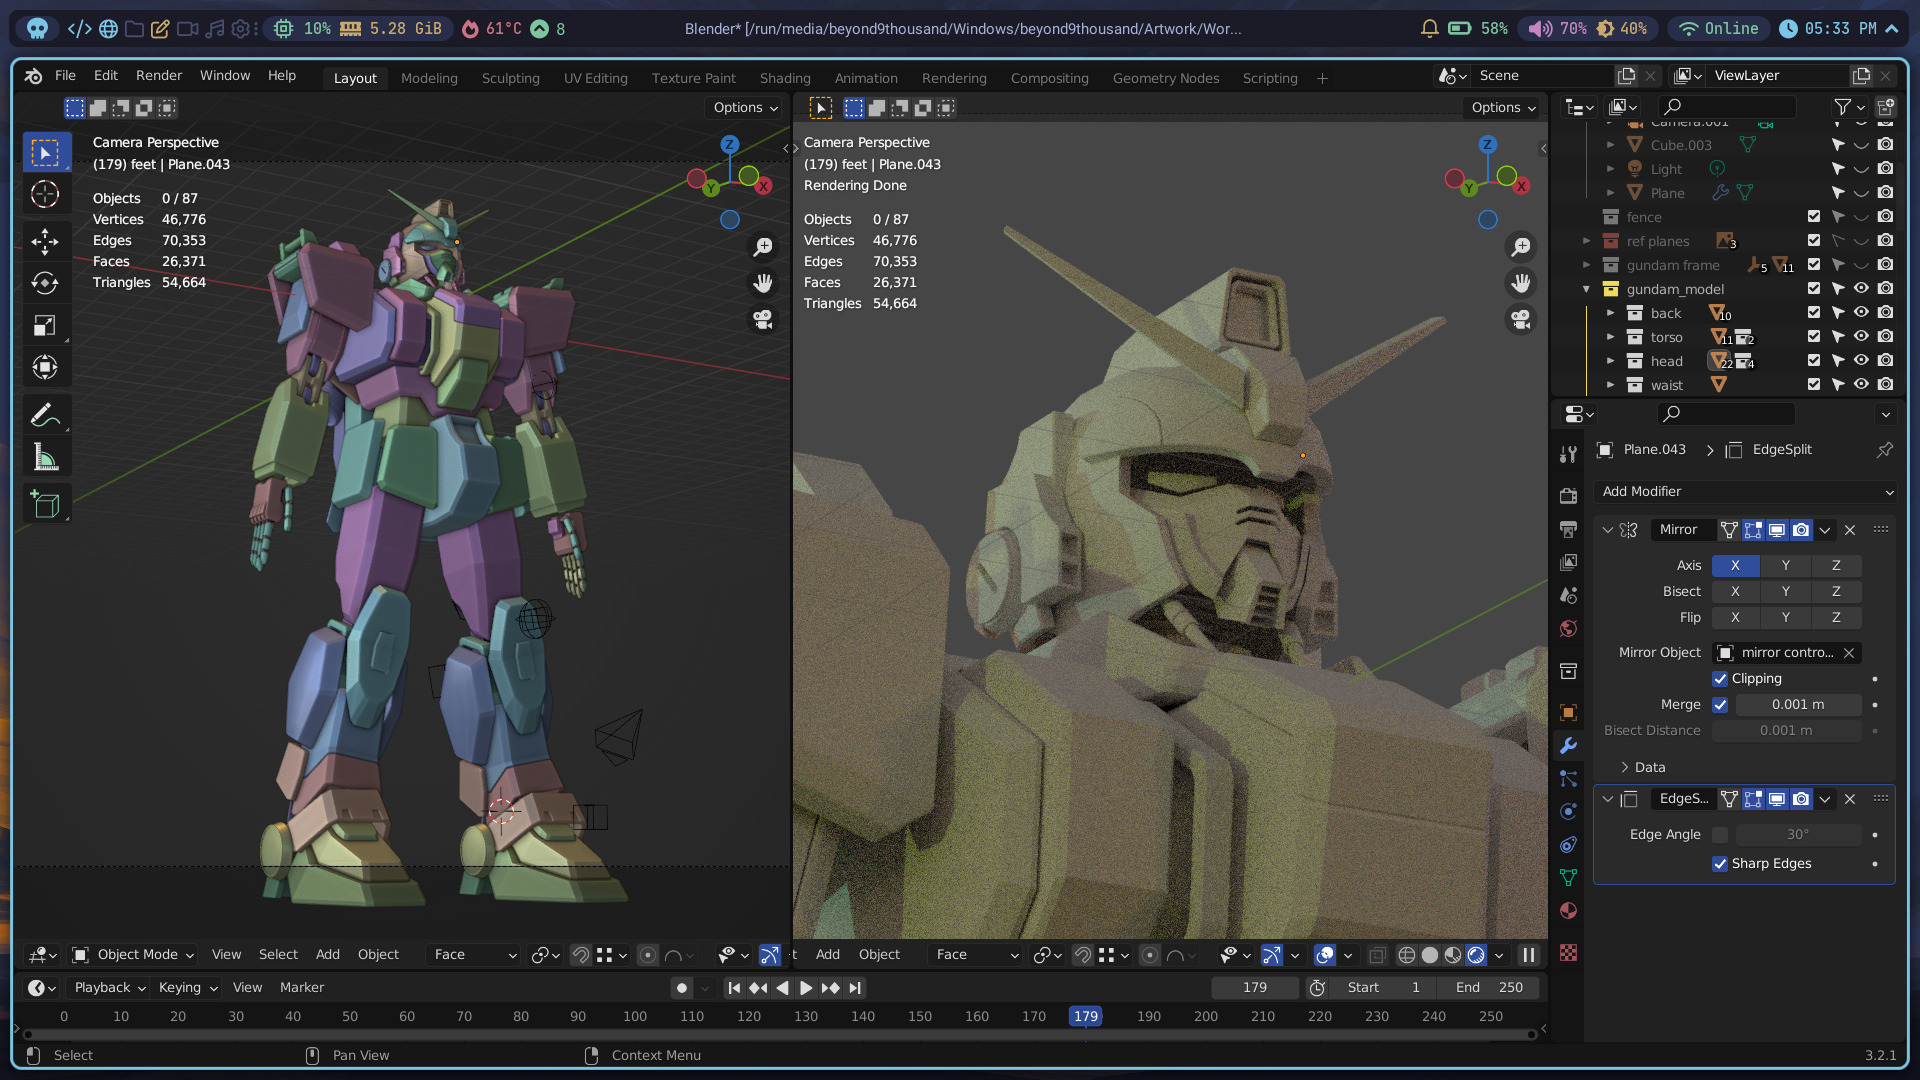 10%
5.28 GiB
61°C
8
Blender* [/run/media/beyond9thousand/Windows/beyond9thousand/Artwork/Wor...
58%
70%
40%
Online
05:33 PM
File Edit Render Window Help
Layout Modeling Sculpting UV Editing Texture Paint Shading Animation Rendering Compositing Geometry Nodes Scripting
Scene
ViewLayer
Options
Camera Perspective
(179) feet | Plane.043
Objects 0 / 87
Vertices 46,776
Edges 70,353
Faces 26,371
Triangles 54,664
Z
Y
X
Options
Camera Perspective
(179) feet | Plane.043
Rendering Done
Objects 0 / 87
Vertices 46,776
Edges 70,353
Faces 26,371
Triangles 54,664
Z
Y
X
Camera.001
Cube.003
Light
Plane
fence
ref planes 3
gundam frame 5 11
gundam_model
back 10
torso 11 2
head 22 4
waist
Plane.043 EdgeSplit
Add Modifier
Mirror
Axis X Y Z
Bisect X Y Z
Flip X Y Z
Mirror Object mirror contro...
Clipping
Merge 0.001 m
Bisect Distance 0.001 m
Data
EdgeS...
Edge Angle 30°
Sharp Edges
Object Mode View Select Add Object Face
t Add Object Face
Playback Keying View Marker
179 Start 1 End 250
0 10 20 30 40 50 60 70 80 90 100 110 120 130 140 150 160 170 179 190 200 210 220 230 240 250
Select Pan View Context Menu
3.2.1